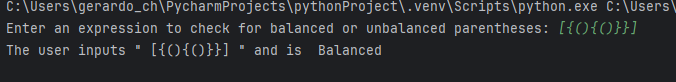 C:\Users\gerardo_ch\PycharmProjects\pythonProject\.venv\Scripts\python.exe C:\Users\
Enter an expression to check for balanced or unbalanced parentheses: [{(){()}}]
The user inputs " [{(){()}}] " and is  Balanced